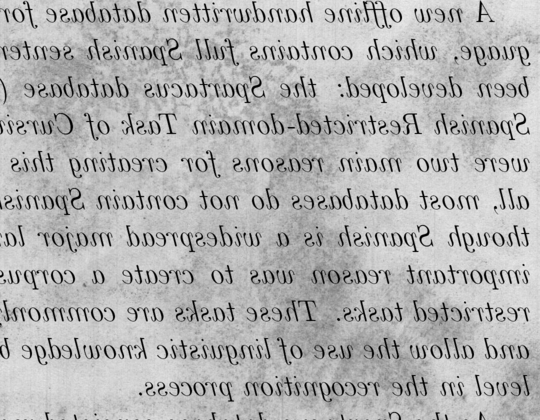 A new offline handwritten database for
guage, which contains full Spanish senten
been developed: the Spartacus database (
Spanish Restricted-domain Task of Cursiv
were two main reasons for creating this
all, most databases do not contain Spanis
though Spanish is a widespread major la
important reason was to create a corpus
restricted tasks. These tasks are commonly
and allow the use of linguistic knowledge b
level in the recognition process.